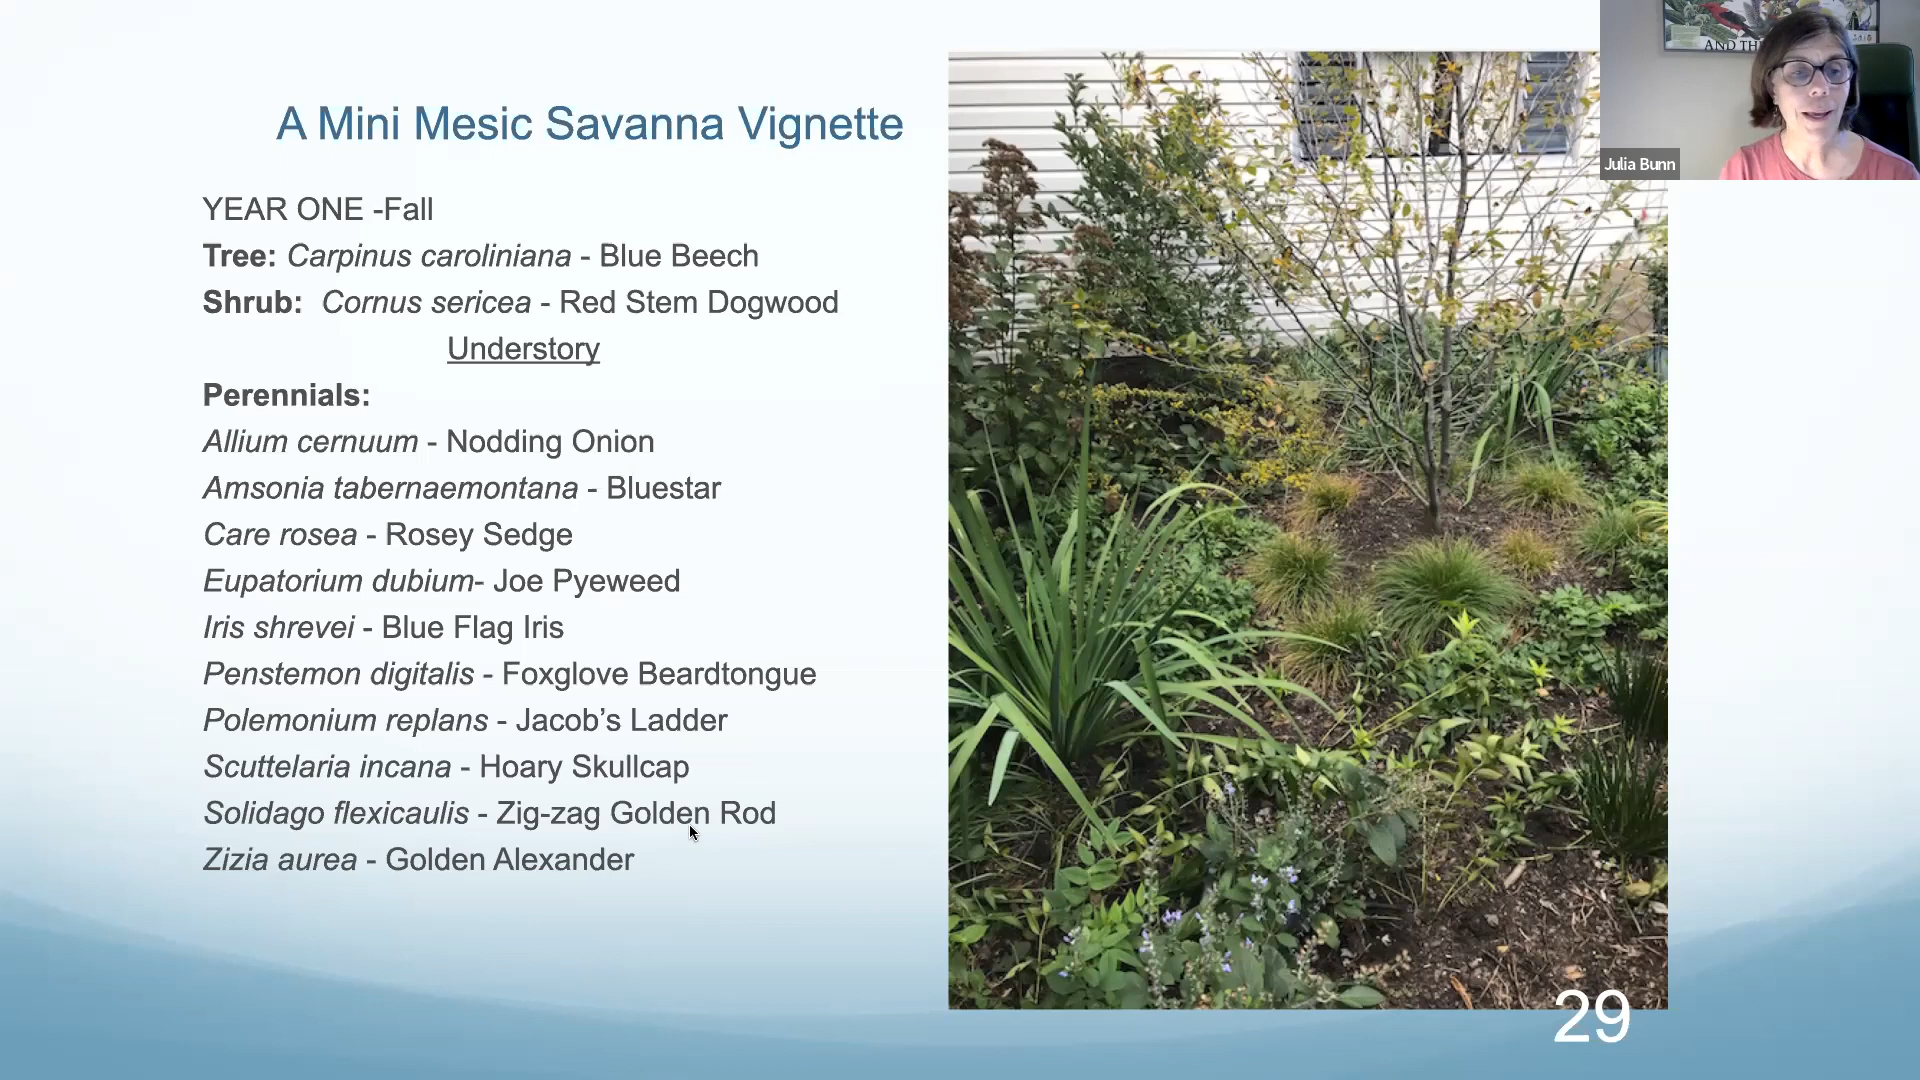 A Mini Mesic Savanna Vignette
YEAR ONE -Fall
Tree: Carpinus caroliniana - Blue Beech
Shrub: Cornus sericea - Red Stem Dogwood
Understory
Perennials:
Allium cernuum - Nodding Onion
Amsonia tabernaemontana - Bluestar
Care rosea - Rosey Sedge
Eupatorium dubium- Joe Pyeweed
Iris shrevei - Blue Flag Iris
Penstemon digitalis - Foxglove Beardtongue
Polemonium replans - Jacob’s Ladder
Scuttelaria incana - Hoary Skullcap
Solidago flexicaulis - Zig-zag Golden Rod
Zizia aurea - Golden Alexander
29
AND
Julia Bunn